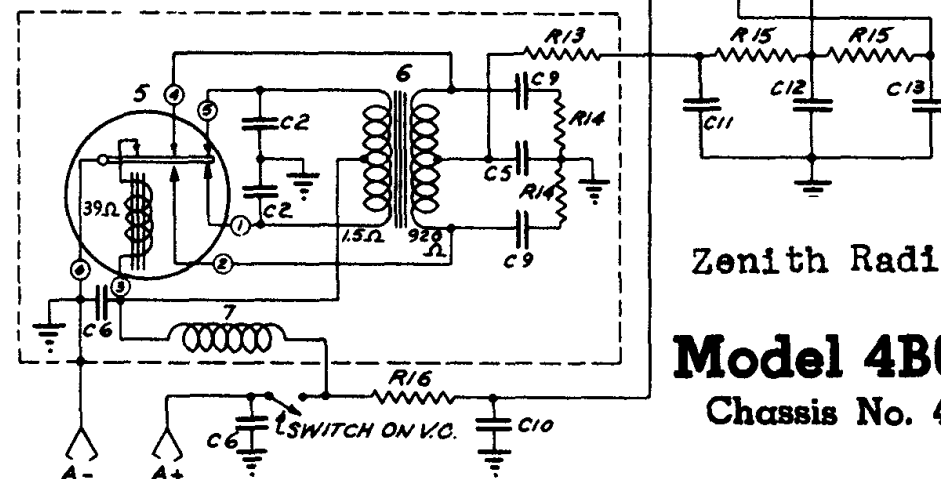 R13
R15
R15
6
C9
5
4
5
C2
R14
C11
C12
C13
C5
39Ω
C2
R14
1
1.5Ω
920
Ω
2
C9
6
3
C6
7
Zenith Radi
R16
Model 4B
Chassis No. 4
C6
SWITCH ON V.C.
C10
A-
A+